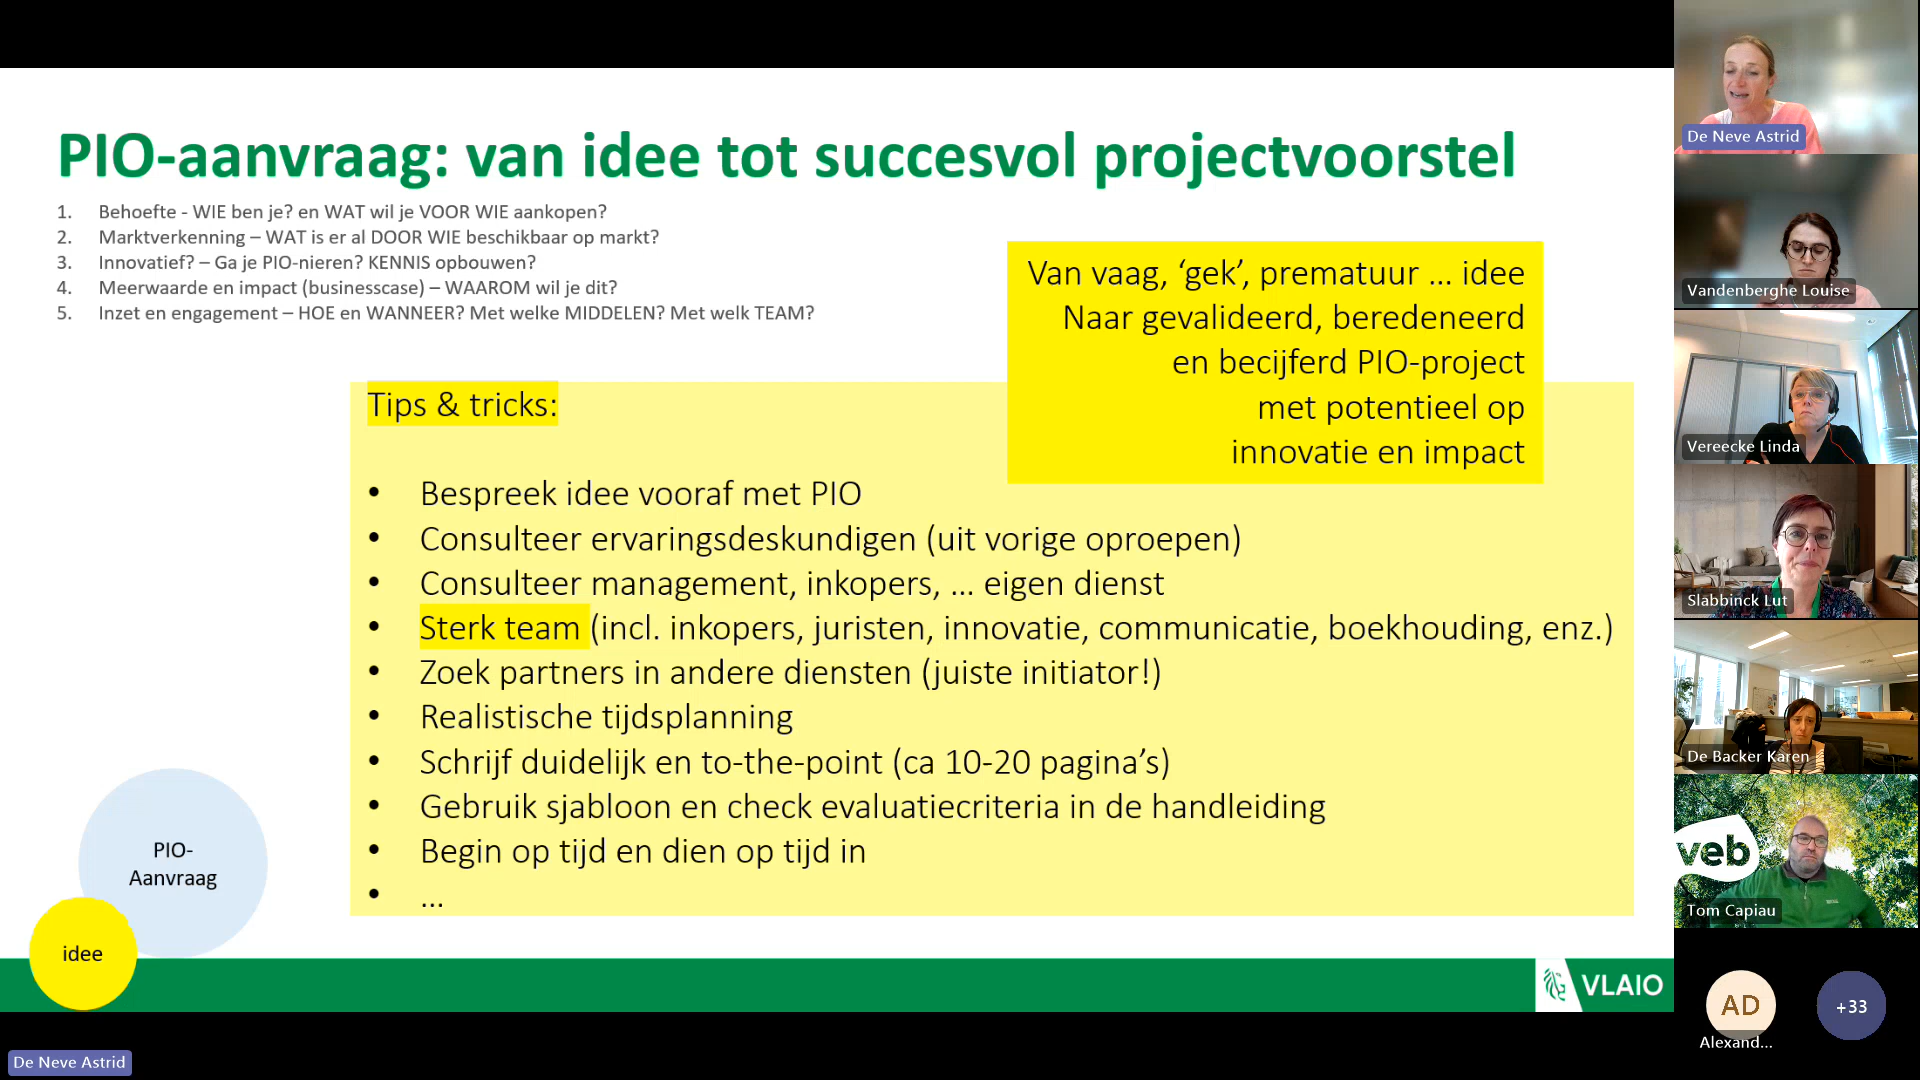 PIO-aanvraag: van idee tot succesvol projectvoorstel
1. Behoefte - WIE ben je? en WAT wil je VOOR WIE aankopen?
2. Marktverkenning – WAT is er al DOOR WIE beschikbaar op markt?
3. Innovatief? – Ga je PIO-nieren? KENNIS opbouwen?
4. Meerwaarde en impact (businesscase) – WAAROM wil je dit?
5. Inzet en engagement – HOE en WANNEER? Met welke MIDDELEN? Met welk TEAM?
Van vaag, ‘gek’, prematuur … idee
Naar gevalideerd, beredeneerd
en becijferd PIO-project
met potentieel op
innovatie en impact
Tips & tricks:
• Bespreek idee vooraf met PIO
• Consulteer ervaringsdeskundigen (uit vorige oproepen)
• Consulteer management, inkopers, … eigen dienst
• Sterk team (incl. inkopers, juristen, innovatie, communicatie, boekhouding, enz.)
• Zoek partners in andere diensten (juiste initiator!)
• Realistische tijdsplanning
• Schrijf duidelijk en to-the-point (ca 10-20 pagina’s)
• Gebruik sjabloon en check evaluatiecriteria in de handleiding
• Begin op tijd en dien op tijd in
• …
PIO-
Aanvraag
idee
VLAIO
De Neve Astrid
De Neve Astrid
Vandenberghe Louise
Vereecke Linda
Slabbinck Lut
De Backer Karen
veb
Tom Capiau
AD
Alexand...
+33